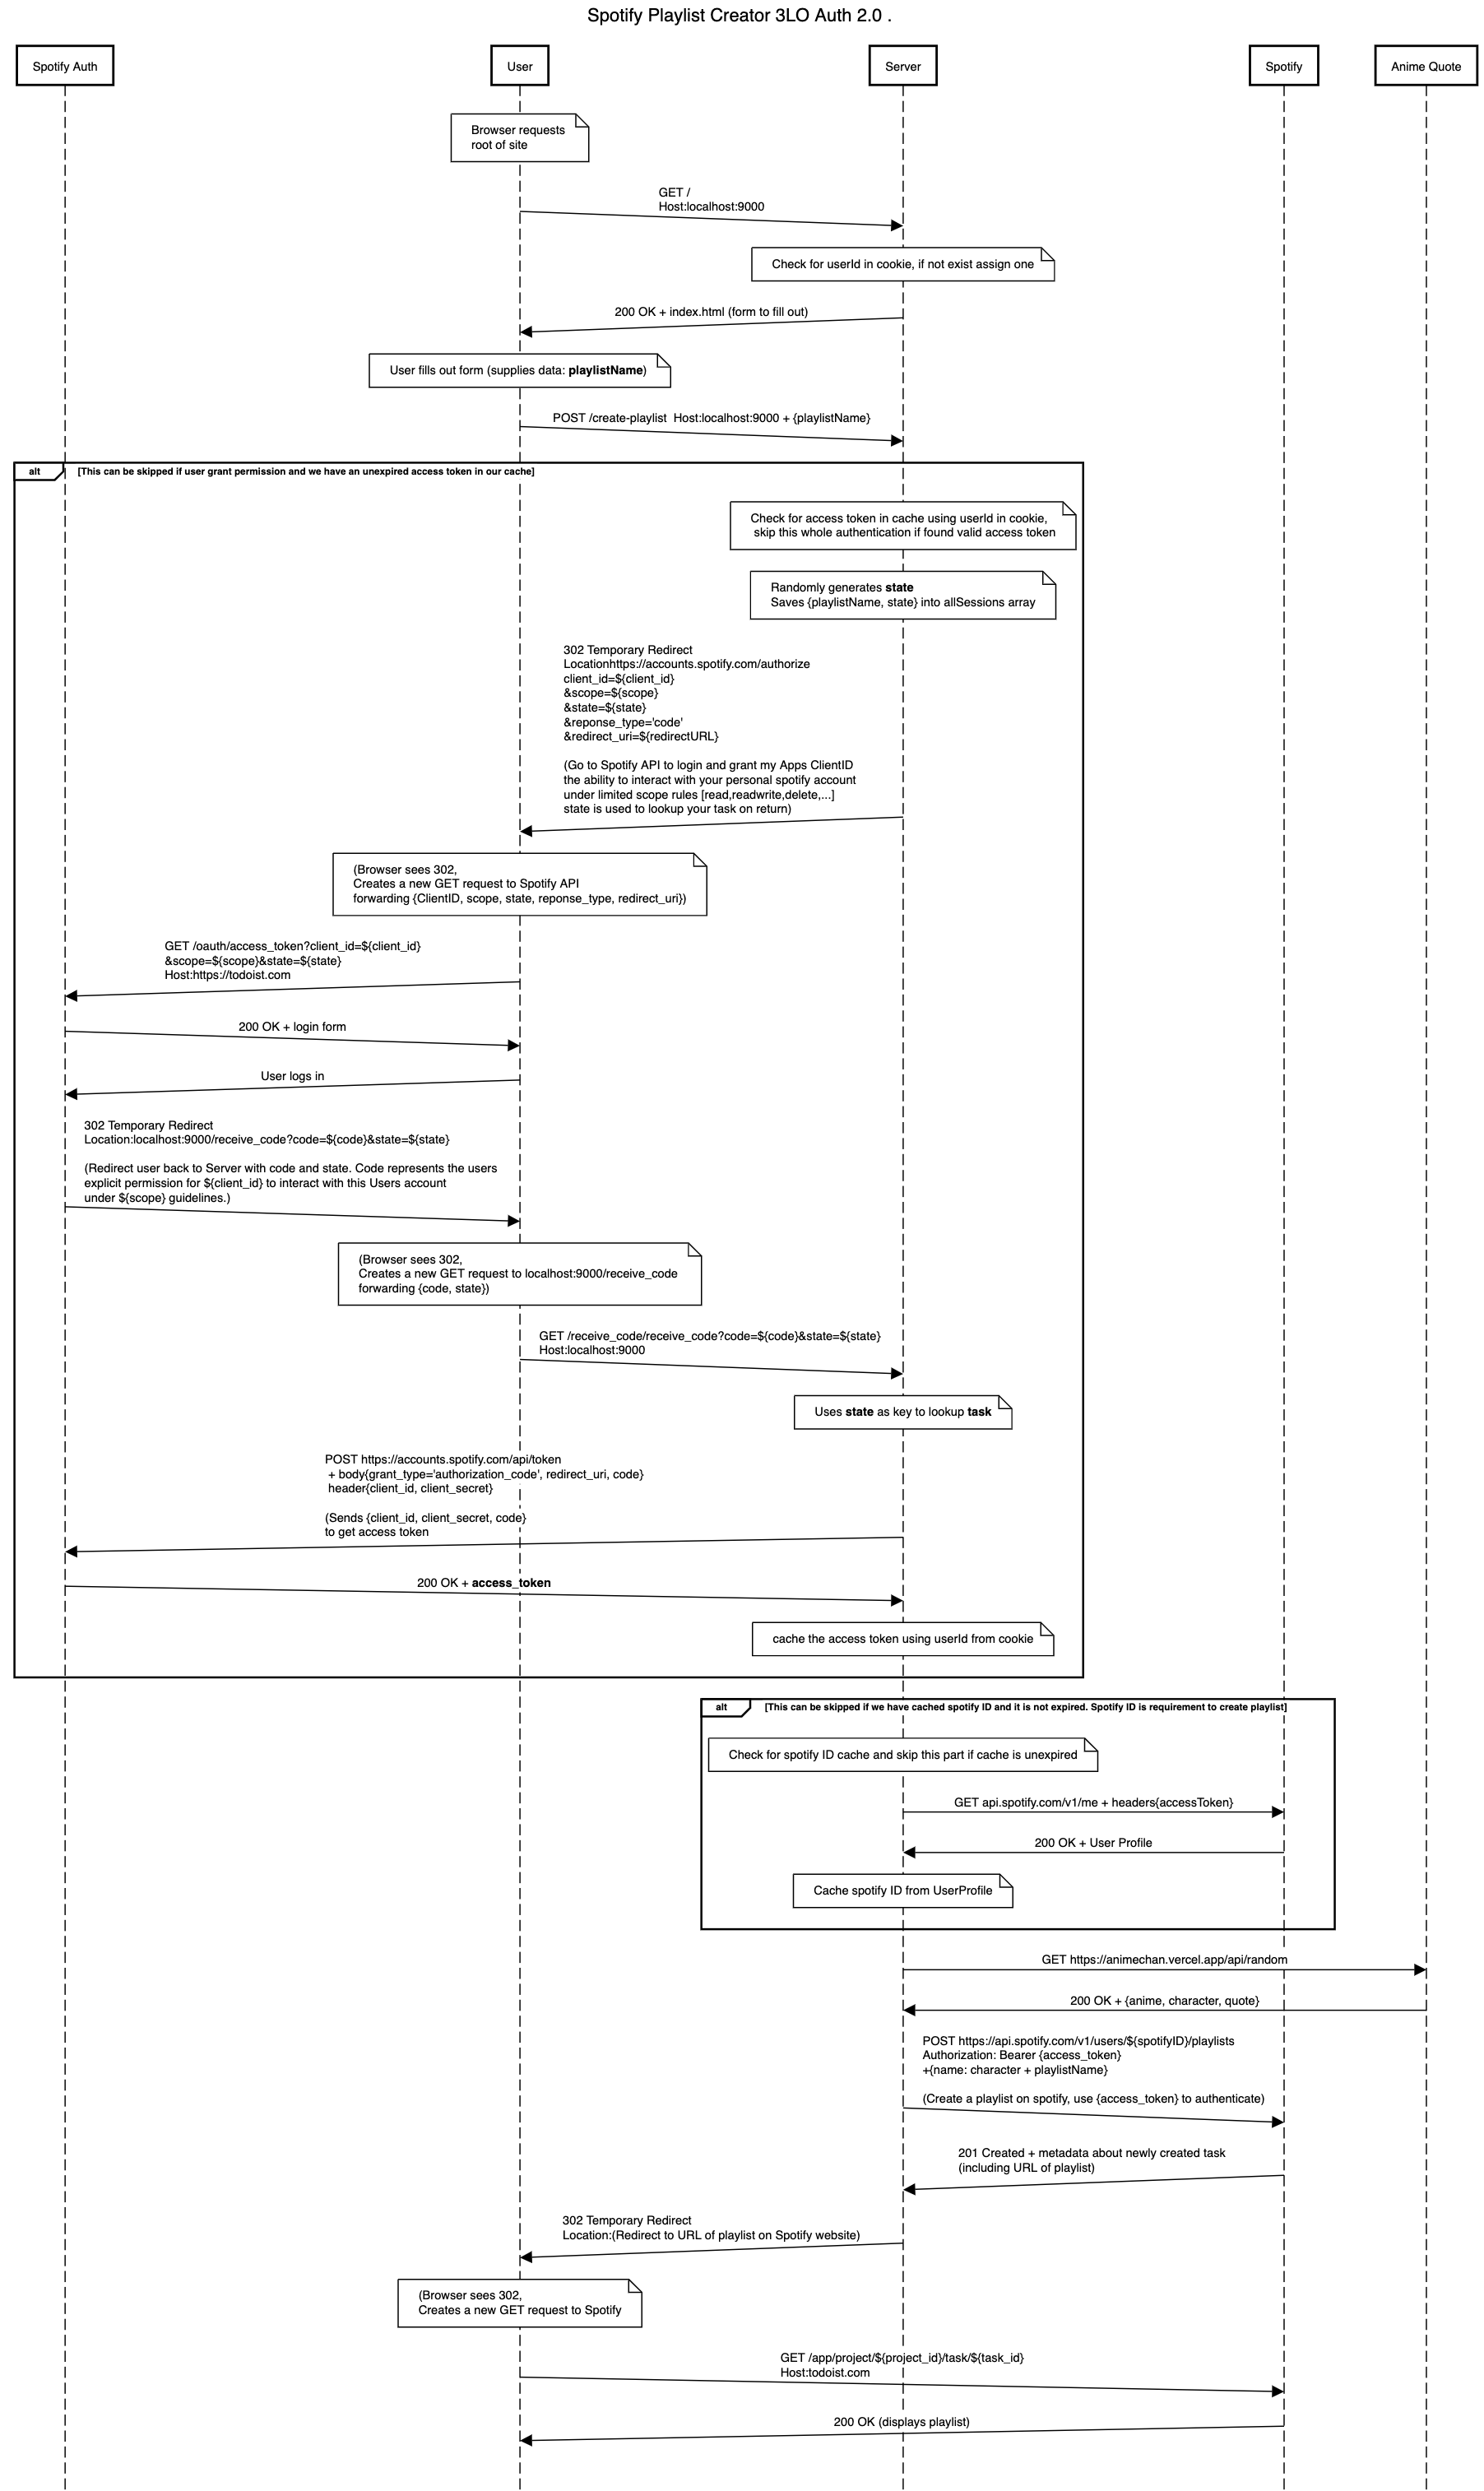 Spotify Playlist Creator 3LO Auth 2.0 .
Spotify Auth
User
Server
Spotify
Anime Quote
Browser requests
root of site
GET /
Host:localhost:9000
Check for userId in cookie, if not exist assign one
200 OK + index.html (form to fill out)
User fills out form (supplies data: playlistName)
POST /create-playlist  Host:localhost:9000 + {playlistName}
alt
[This can be skipped if user grant permission and we have an unexpired access token in our cache]
Check for access token in cache using userId in cookie,
skip this whole authentication if found valid access token
Randomly generates state
Saves {playlistName, state} into allSessions array
302 Temporary Redirect
Locationhttps://accounts.spotify.com/authorize
client_id=${client_id}
&scope=${scope}
&state=${state}
&reponse_type='code'
&redirect_uri=${redirectURL}
(Go to Spotify API to login and grant my Apps ClientID
the ability to interact with your personal spotify account
under limited scope rules [read,readwrite,delete,...]
state is used to lookup your task on return)
(Browser sees 302,
Creates a new GET request to Spotify API
forwarding {ClientID, scope, state, reponse_type, redirect_uri})
GET /oauth/access_token?client_id=${client_id}
&scope=${scope}&state=${state}
Host:https://todoist.com
200 OK + login form
User logs in
302 Temporary Redirect
Location:localhost:9000/receive_code?code=${code}&state=${state}
(Redirect user back to Server with code and state. Code represents the users
explicit permission for ${client_id} to interact with this Users account
under ${scope} guidelines.)
(Browser sees 302,
Creates a new GET request to localhost:9000/receive_code
forwarding {code, state})
GET /receive_code/receive_code?code=${code}&state=${state}
Host:localhost:9000
Uses state as key to lookup task
POST https://accounts.spotify.com/api/token
+ body{grant_type='authorization_code', redirect_uri, code}
header{client_id, client_secret}
(Sends {client_id, client_secret, code}
to get access token
200 OK + access_token
cache the access token using userId from cookie
alt
[This can be skipped if we have cached spotify ID and it is not expired. Spotify ID is requirement to create playlist]
Check for spotify ID cache and skip this part if cache is unexpired
GET api.spotify.com/v1/me + headers{accessToken}
200 OK + User Profile
Cache spotify ID from UserProfile
GET https://animechan.vercel.app/api/random
200 OK + {anime, character, quote}
POST https://api.spotify.com/v1/users/${spotifyID}/playlists
Authorization: Bearer {access_token}
+{name: character + playlistName}
(Create a playlist on spotify, use {access_token} to authenticate)
201 Created + metadata about newly created task
(including URL of playlist)
302 Temporary Redirect
Location:(Redirect to URL of playlist on Spotify website)
(Browser sees 302,
Creates a new GET request to Spotify
GET /app/project/${project_id}/task/${task_id}
Host:todoist.com
200 OK (displays playlist)